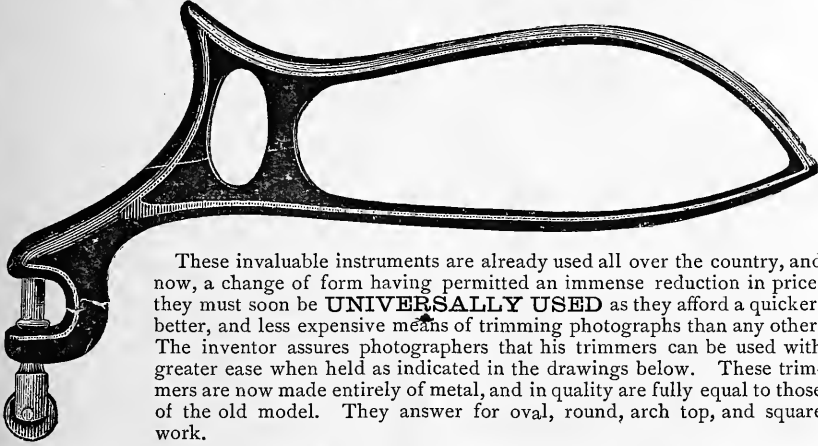 These invaluable instruments are already used all over the country, and
now, a change of form having permitted an immense reduction in price
they must soon be UNIVERSALLY USED as they afford a quicker
better, and less expensive means of trimming photographs than any other
The inventor assures photographers that his trimmers can be used with
greater ease when held as indicated in the drawings below. These trim-
mers are now made entirely of metal, and in quality are fully equal to those
of the old model. They answer for oval, round, arch top, and square
work.